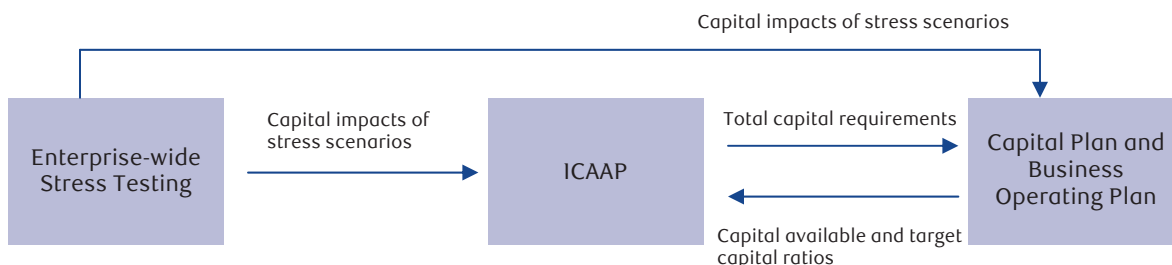 Capital impacts of stress scenarios
Enterprise-wide
Stress Testing
Capital impacts of
stress scenarios
ICAAP
Total capital requirements
Capital available and target
capital ratios
Capital Plan and
Business
Operating Plan